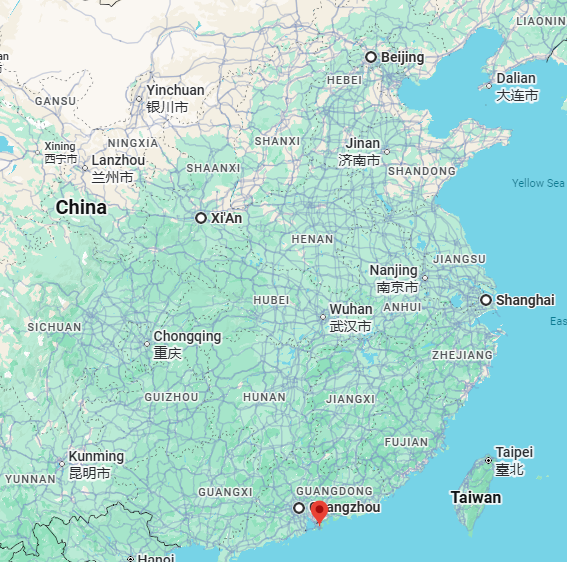 LIAONIN
Beijing
HEBEI
Dalian
大连市
Yinchuan
银川市
GANSU
NINGXIA
SHANXI
Jinan
济南市
Xining
西宁市
Lanzhou
兰州市
SHAANXI
SHANDONG
Yellow Sea
China
Xi'An
HENAN
JIANGSU
Nanjing
南京市
HUBEI
Shanghai
ANHUI
Wuhan
武汉市
Eas
SICHUAN
Chongqing
重庆
ZHEJIANG
GUIZHOU
HUNAN
JIANGXI
FUJIAN
Kunming
昆明市
Taipei
臺北
YUNNAN
GUANGXI
GUANGDONG
Taiwan
angzhou
Hanoi